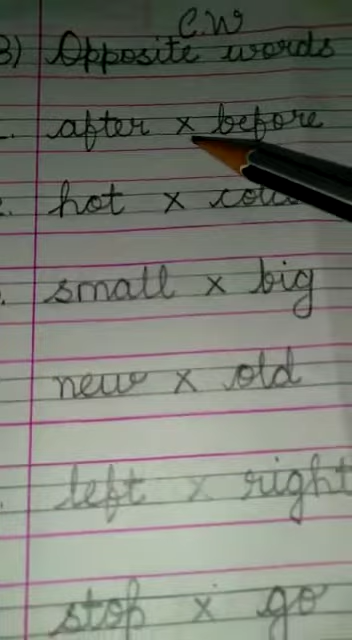 C.W
3) Opposite words
. after x before
. hot x
. small x big
new x old
. left x right
stop x go